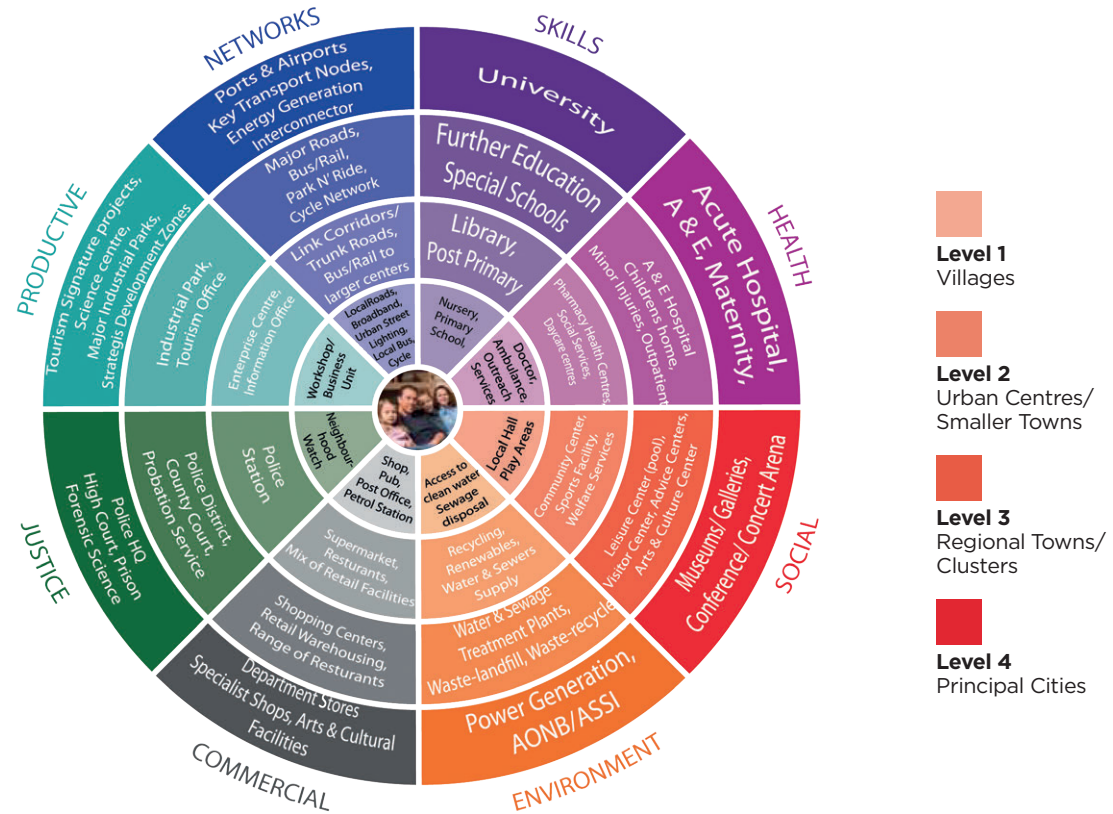 NETWORKS
Ports & Airports
Key Transport Nodes,
Energy Generation
Interconnector
Major Roads,
Bus/Rail,
Park N' Ride,
Cycle Network
Link Corridors/
Trunk Roads,
Bus/Rail to
larger centers
LocalRoads,
Broadband,
Urban Street
Lighting,
Local Bus,
Cycle
SKILLS
University
Further Education
Special Schools
Library,
Post Primary
Nursery,
Primary
School,
HEALTH
Acute Hospital,
A & E, Maternity,
A & E Hospital
Childrens home,
Minor Injuries, Outpatient
Pharmacy Health Centres,
Social Services,
Daycare centres
Doctor,
Ambulance,
Outreach
Services
SOCIAL
Museums/ Galleries,
Conference/ Concert Arena
Leisure Center (pool),
Visitor Center, Advice Centers,
Arts & Culture Center
Community Center,
Sports Facility,
Welfare Services
Local Hall
Play Areas
ENVIRONMENT
Power Generation,
AONB/ASSI
Water & Sewage
Treatment Plants,
Waste-landfill, Waste-recycle
Recycling,
Renewables,
Water & Sewers
Supply
Access to
clean water
Sewage
disposal
COMMERCIAL
Department Stores
Specialist Shops, Arts & Cultural
Facilities
Shopping Centers,
Retail Warehousing,
Range of Resturants
Supermarket,
Resturants,
Mix of Retail Facilities
Shop,
Pub,
Post Office,
Petrol Station
JUSTICE
Police HQ
High Court, Prison
Forensic Science
Police District,
County Court,
Probation Service
Police
Station
Neighbour-
hood
Watch
PRODUCTIVE
Tourism Signature projects,
Science centre,
Major Industrial Parks,
Strategis Development Zones
Industrial Park,
Tourism Office
Enterprise Centre,
Information Office
Workshop/
Business
Unit
Level 1
Villages
Level 2
Urban Centres/
Smaller Towns
Level 3
Regional Towns/
Clusters
Level 4
Principal Cities